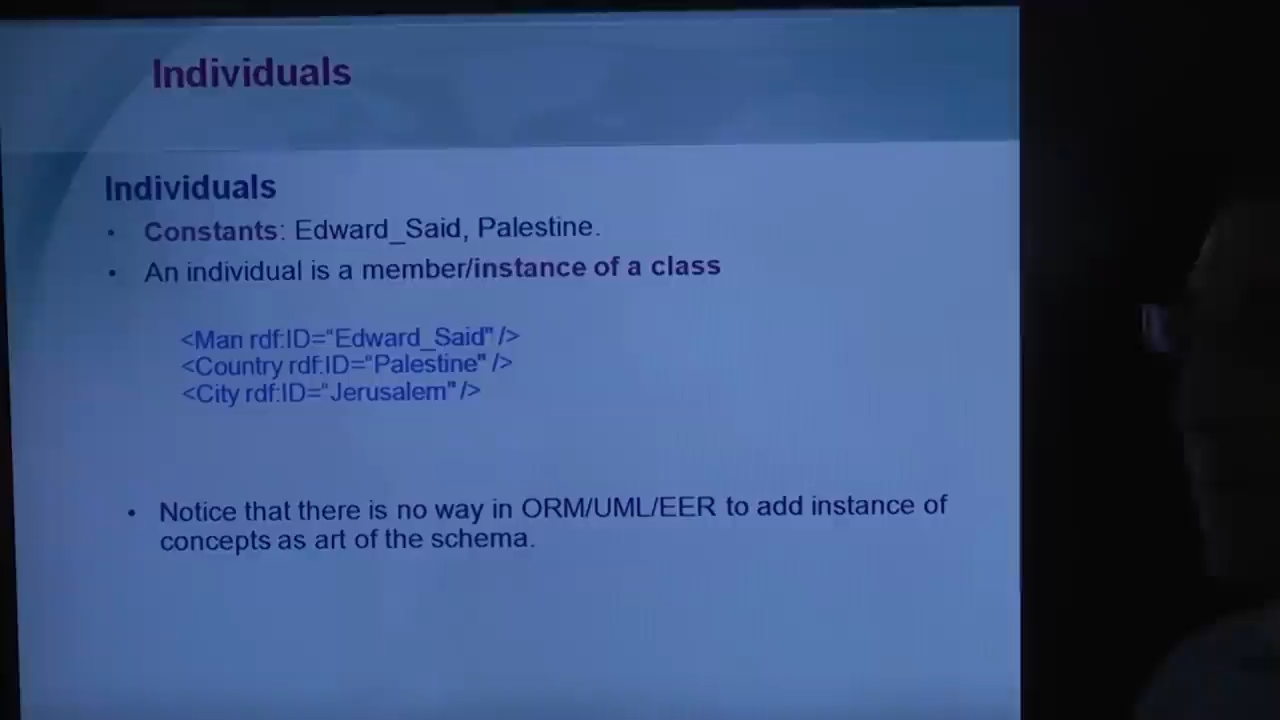 Individuals
Individuals
• Constants: Edward_Said, Palestine.
• An individual is a member/instance of a class
<Man rdf:ID=“Edward_Said" />
<Country rdf:ID=“Palestine" />
<City rdf:ID=“Jerusalem" />
• Notice that there is no way in ORM/UML/EER to add instance of
concepts as art of the schema.